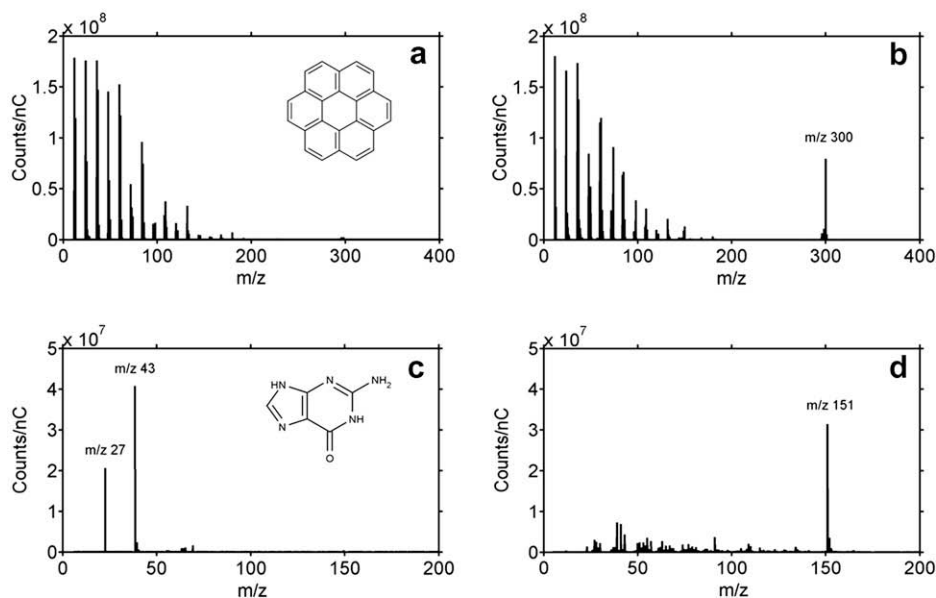 x 10^8
2
1.5
1
0.5
0
Counts/nC
a
0 100 200 300 400
m/z
x 10^8
2
1.5
1
0.5
0
Counts/nC
b
m/z 300
0 100 200 300 400
m/z
x 10^7
5
4
3
2
1
0
Counts/nC
c
m/z 43
m/z 27
HN
N
NH₂
N
NH
O
0 50 100 150 200
m/z
x 10^7
5
4
3
2
1
0
Counts/nC
d
m/z 151
0 50 100 150 200
m/z